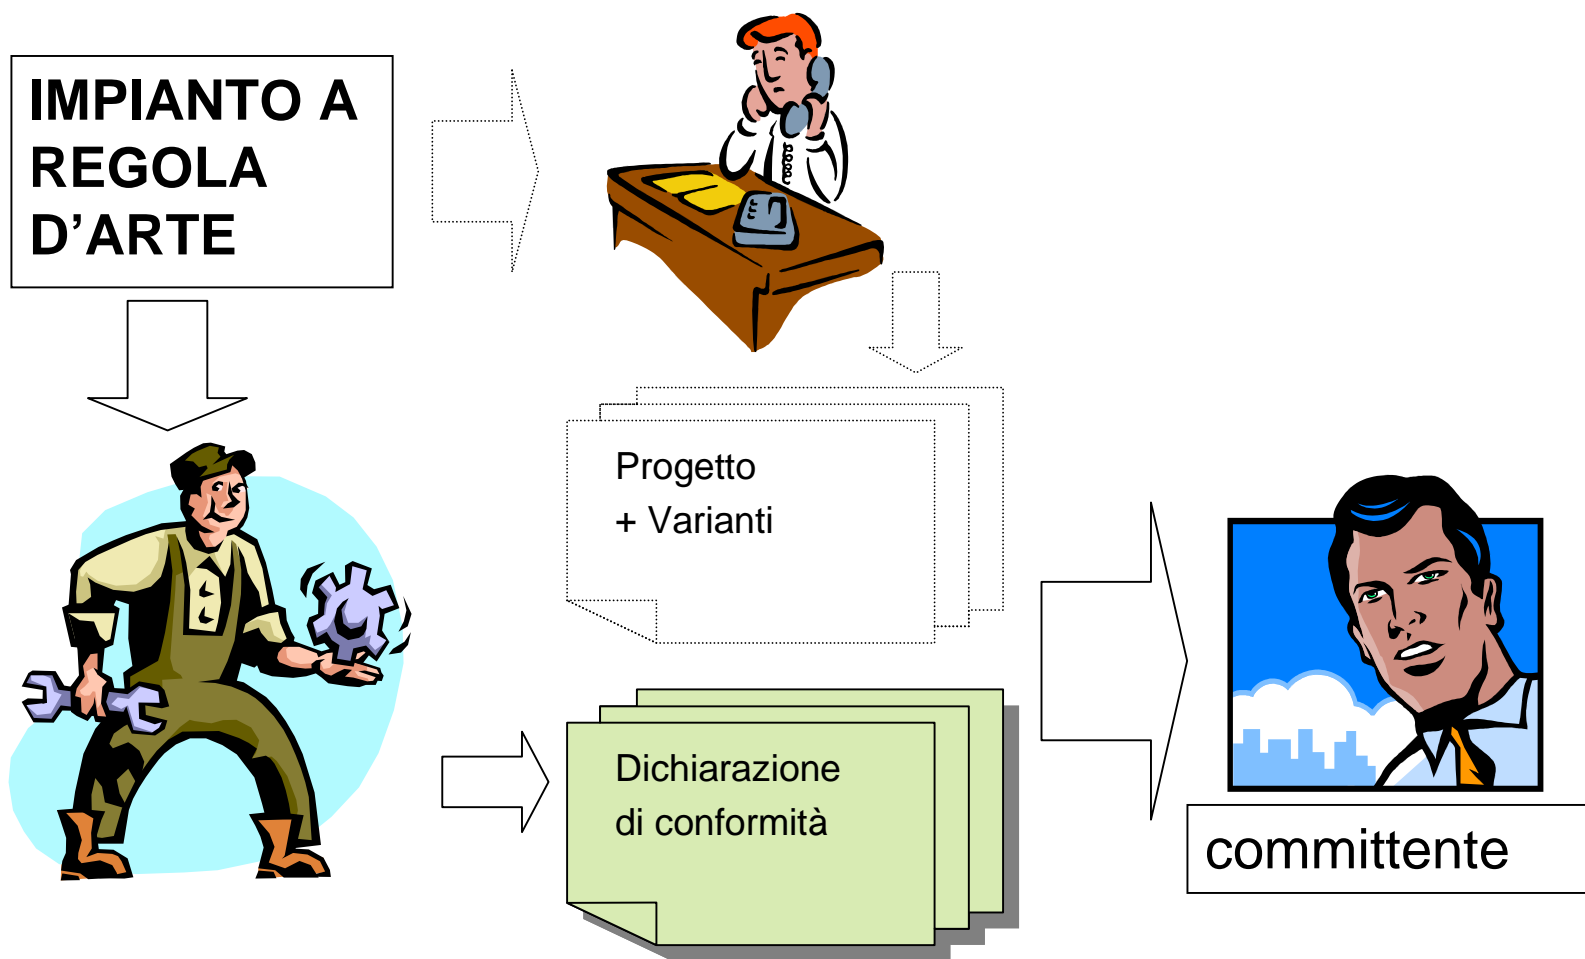 IMPIANTO A
REGOLA
D’ARTE
Progetto
+ Varianti
Dichiarazione
di conformità
committente